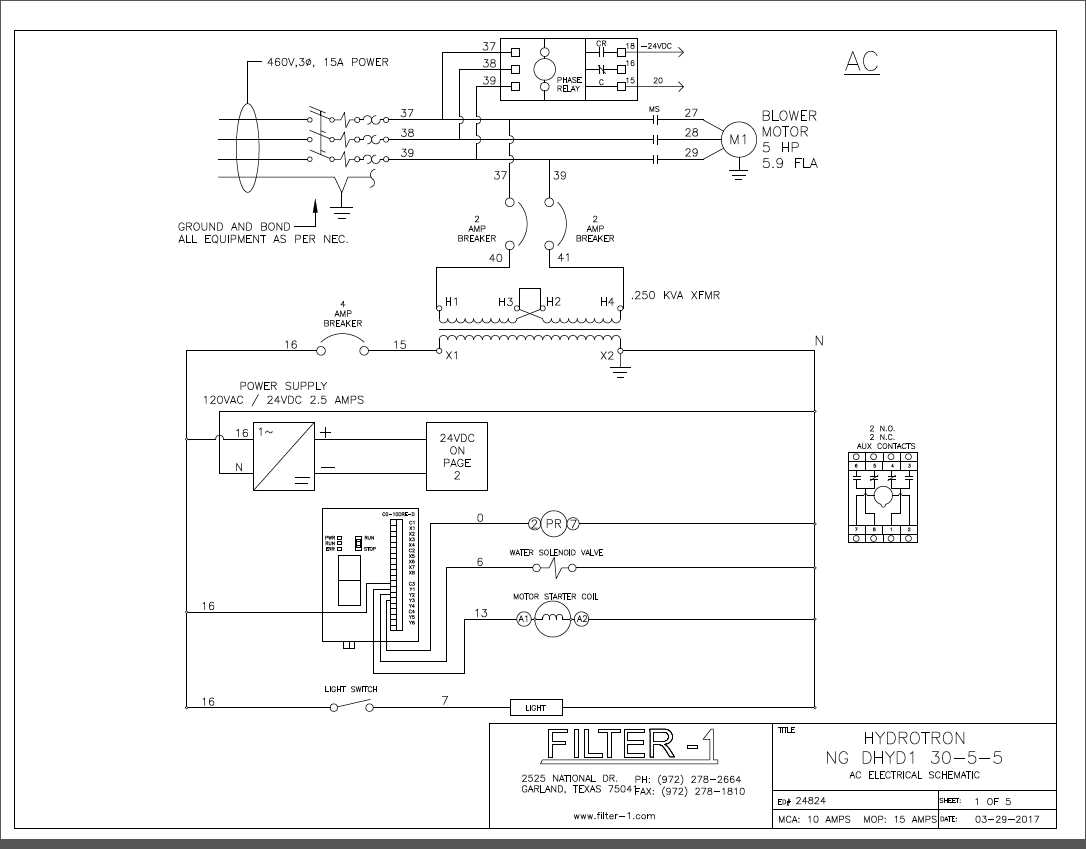 AC
460V,3ø, 15A POWER
37
38
39
CR
C
18
16
15
-24VDC
20
PHASE
RELAY
37
38
39
MS
27
28
29
M1
BLOWER
MOTOR
5 HP
5.9 FLA
GROUND AND BOND
ALL EQUIPMENT AS PER NEC.
37
39
2
AMP
BREAKER
2
AMP
BREAKER
40
41
H1
H3
H2
H4
.250 KVA XFMR
4
AMP
BREAKER
16
15
X1
X2
N
POWER SUPPLY
120VAC / 24VDC 2.5 AMPS
16
N
1~
+
—
24VDC
ON
PAGE
2
2 N.O.
2 N.C.
AUX CONTACTS
6
5
4
3
7
8
1
2
C0-10DRE-D
PWR
RUN
ERR
RUN
STOP
C1
X1
X2
X3
X4
C2
X5
X6
X7
X8
C3
Y1
Y2
Y3
Y4
C4
Y5
Y6
0
2
PR
7
WATER SOLENOID VALVE
6
MOTOR STARTER COIL
13
A1
A2
16
LIGHT SWITCH
16
7
LIGHT
FILTER -1
2525 NATIONAL DR.
GARLAND, TEXAS 75041
PH: (972) 278-2664
FAX: (972) 278-1810
www.filter-1.com
TITLE
HYDROTRON
NG DHYD1 30-5-5
AC ELECTRICAL SCHEMATIC
ED# 24824
SHEET: 1 OF 5
MCA: 10 AMPS MOP: 15 AMPS
DATE: 03-29-2017